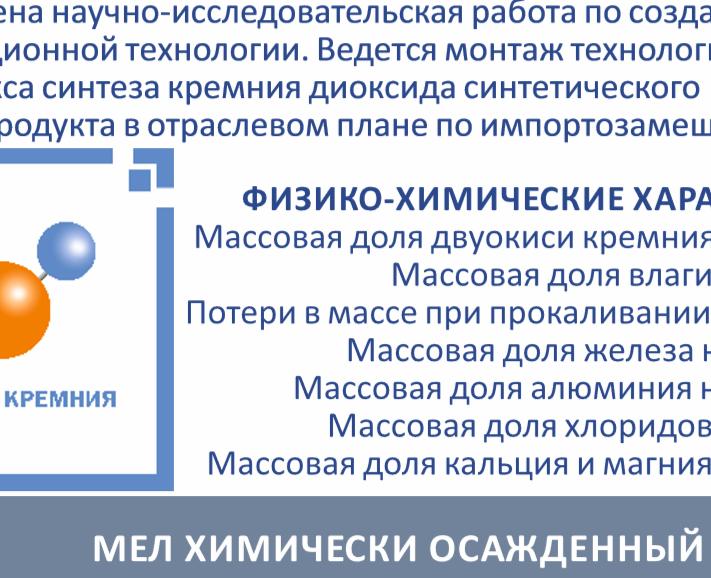 ена научно-исследовательская работа по созда
ционной технологии. Ведется монтаж технологи
кса синтеза кремния диоксида синтетического
родукта в отраслевом плане по импортозамещ
ФИЗИКО-ХИМИЧЕСКИЕ ХАРА
Массовая доля двуокиси кремния
Массовая доля влаги
Потери в массе при прокаливании
Массовая доля железа н
Массовая доля алюминия н
Массовая доля хлоридов
Массовая доля кальция и магния
КРЕМНИЯ
МЕЛ ХИМИЧЕСКИ ОСАЖДЕННЫЙ